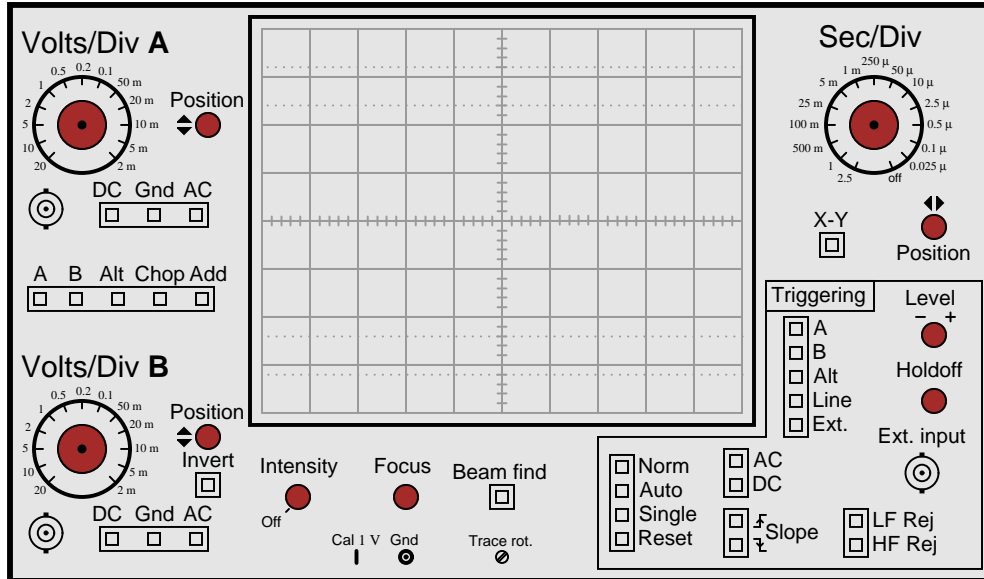 Volts/Div A
0.5 0.2 0.1
1 50 m
2 20 m
5 10 m
10 5 m
20 2 m
Position
DC Gnd AC
A B Alt Chop Add
Volts/Div B
0.5 0.2 0.1
1 50 m
2 20 m
5 10 m
10 5 m
20 2 m
Position
Invert
DC Gnd AC
Intensity
Off
Focus
Beam find
Cal 1 V Gnd
Trace rot.
Sec/Div
250 µ
1 m 50 µ
5 m 10 µ
25 m 2.5 µ
100 m 0.5 µ
500 m 0.1 µ
1 0.025 µ
2.5 off
X-Y
Position
Triggering
A
B
Alt
Line
Ext.
Level
− +
Holdoff
Ext. input
Norm
Auto
Single
Reset
AC
DC
Slope
LF Rej
HF Rej